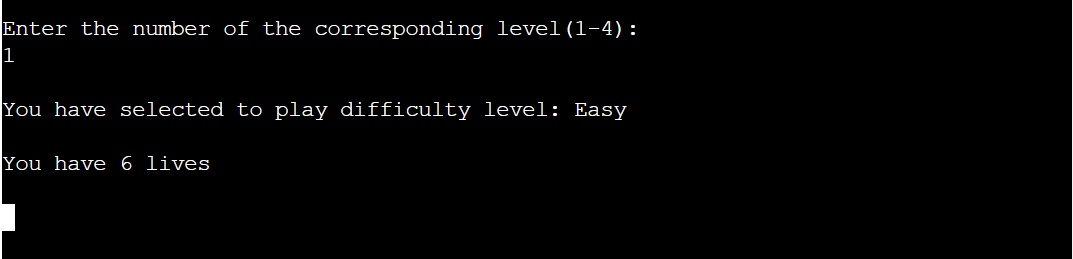 Enter the number of the corresponding level(1-4):
1
You have selected to play difficulty level: Easy
You have 6 lives